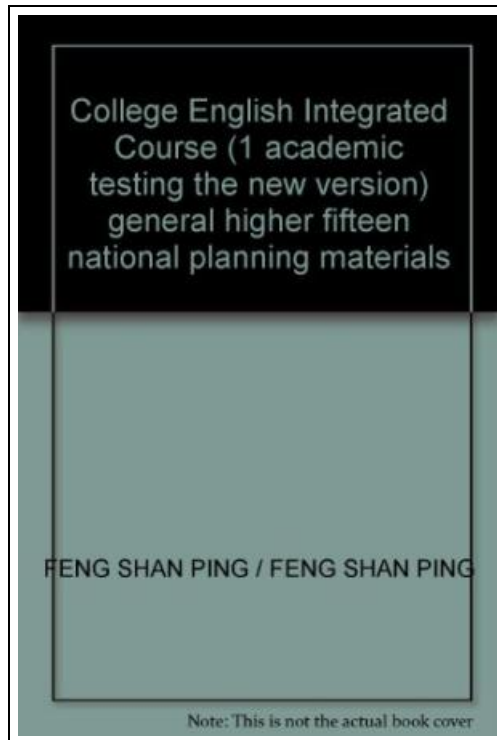 College English Integrated
Course (1 academic
testing the new version)
general higher fifteen
national planning materials
FENG SHAN PING / FENG SHAN PING
Note: This is not the actual book cover